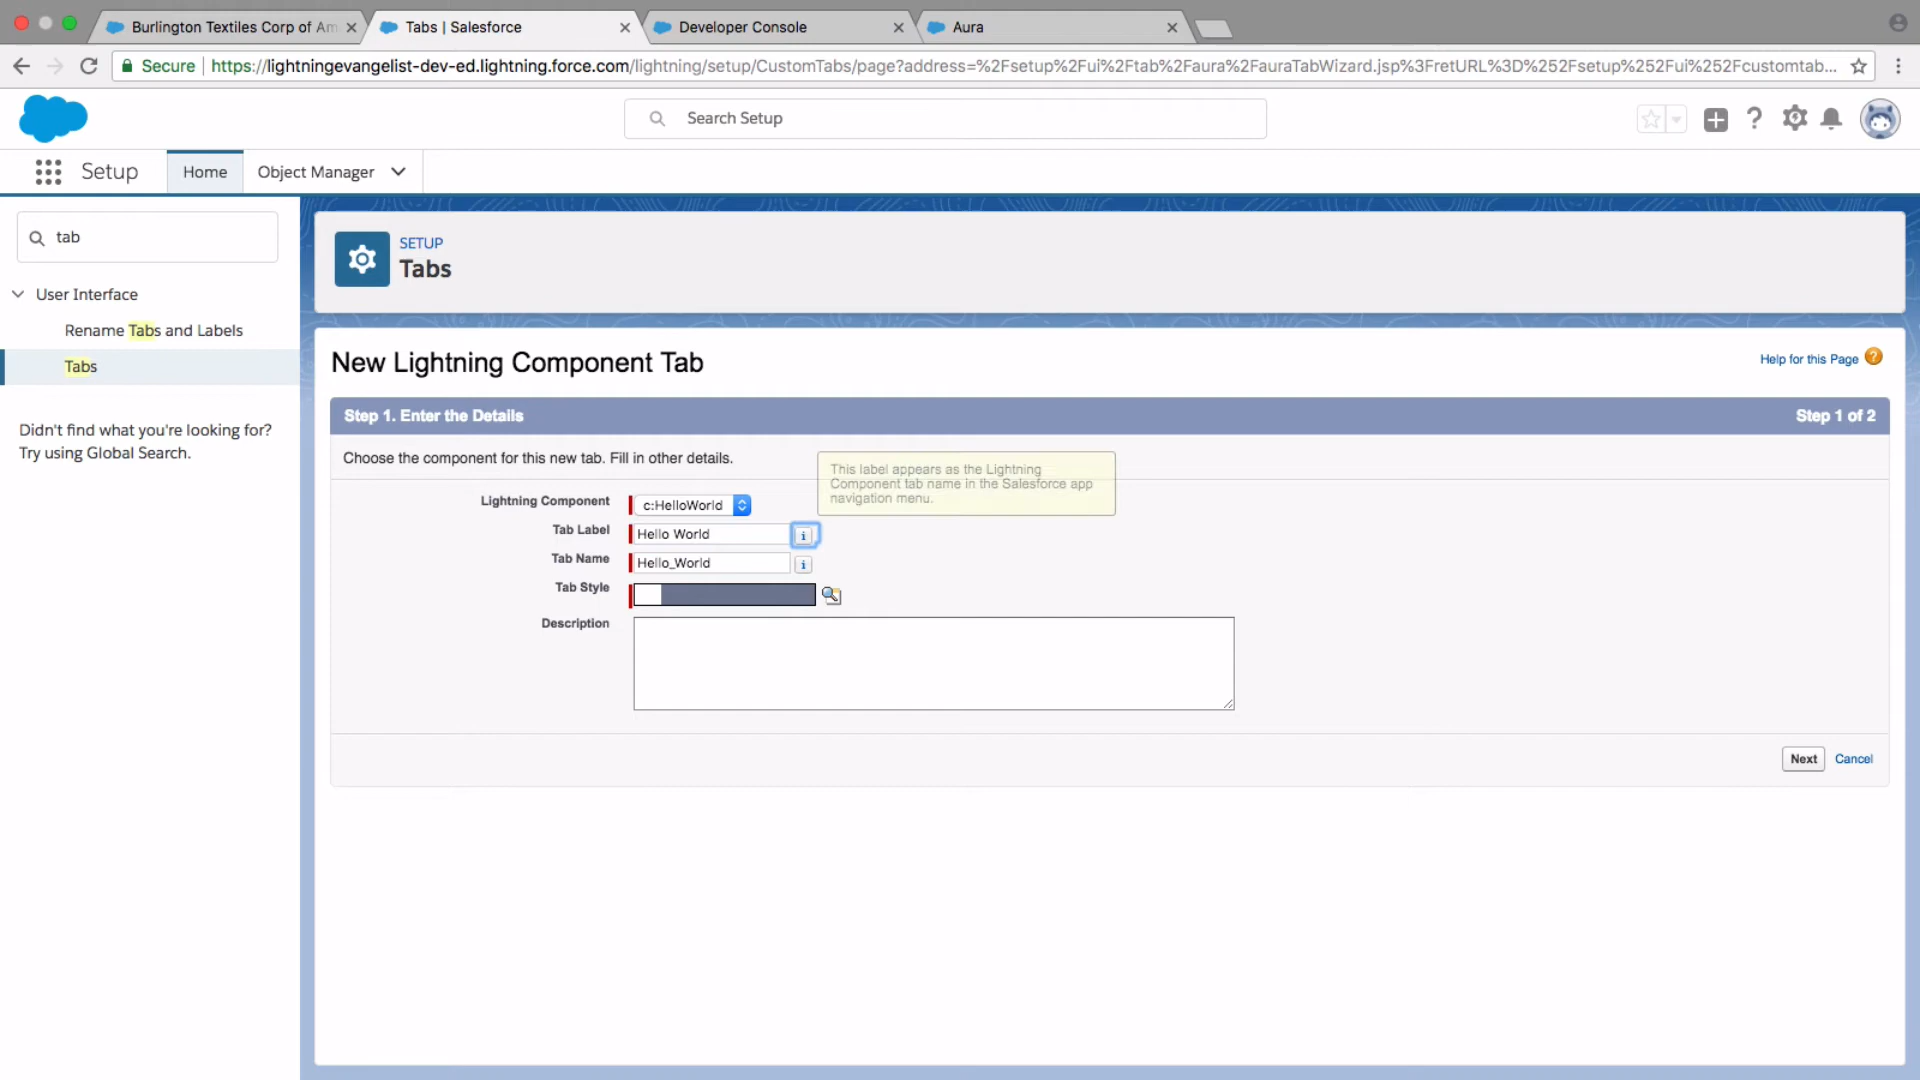 Burlington Textiles Corp of Am
Tabs | Salesforce
Developer Console
Aura
Secure
https://lightningevangelist-dev-ed.lightning.force.com/lightning/setup/CustomTabs/page?address=%2Fsetup%2Fui%2Ftab%2Faura%2FauraTabWizard.jsp%3FretURL%3D%252Fsetup%252Fui%252Fcustomtab...
Search Setup
Setup
Home
Object Manager
tab
User Interface
Rename Tabs and Labels
Tabs
Didn't find what you're looking for?
Try using Global Search.
SETUP
Tabs
New Lightning Component Tab
Help for this Page
Step 1. Enter the Details
Step 1 of 2
Choose the component for this new tab. Fill in other details.
This label appears as the Lightning
Component tab name in the Salesforce app
navigation menu.
Lightning Component
c:HelloWorld
Tab Label
Hello World
Tab Name
Hello_World
Tab Style
Description
Next
Cancel